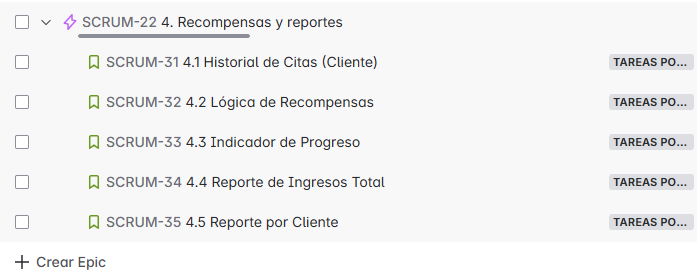 SCRUM-22 4. Recompensas y reportes
SCRUM-31 4.1 Historial de Citas (Cliente) TAREAS PO...
SCRUM-32 4.2 Lógica de Recompensas TAREAS PO...
SCRUM-33 4.3 Indicador de Progreso TAREAS PO...
SCRUM-34 4.4 Reporte de Ingresos Total TAREAS PO...
SCRUM-35 4.5 Reporte por Cliente TAREAS PO...
Crear Epic